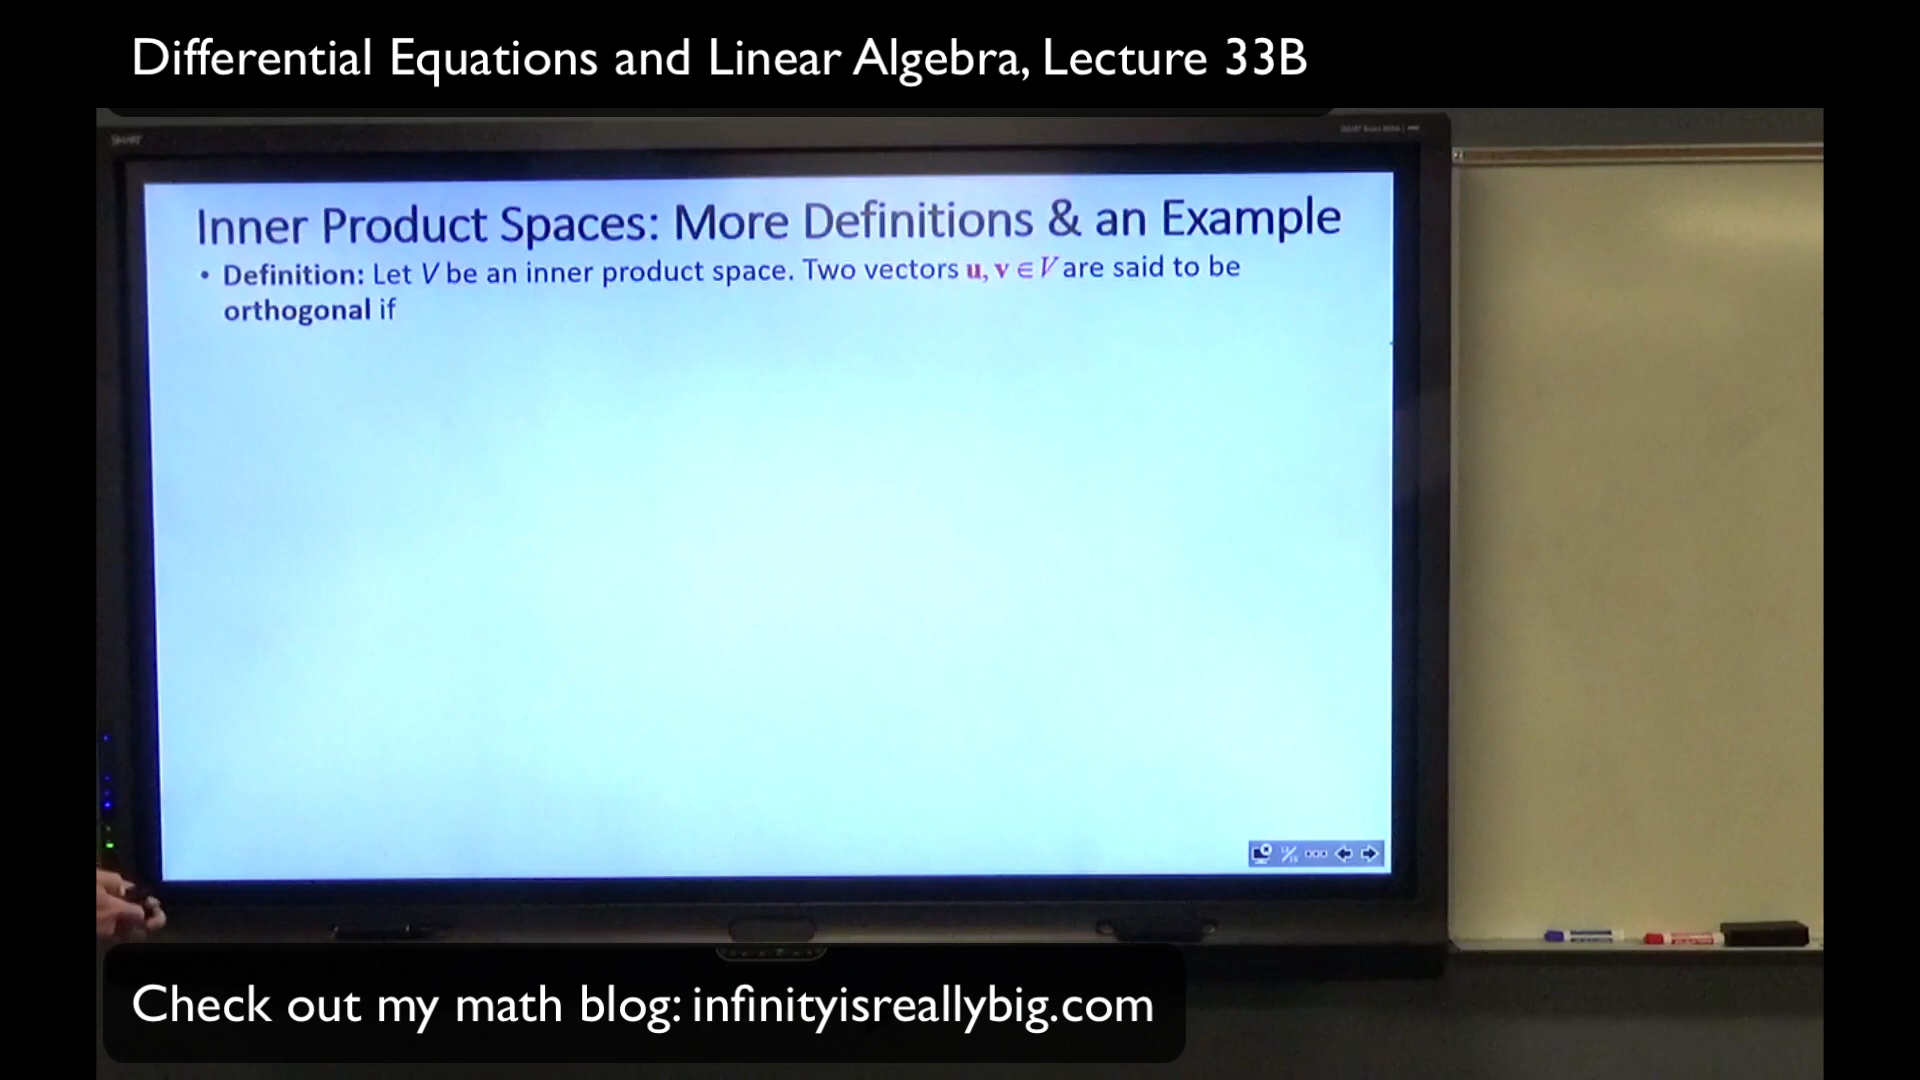 Differential Equations and Linear Algebra, Lecture 33B
SMART
Inner Product Spaces: More Definitions & an Example
• Definition: Let V be an inner product space. Two vectors u, v ∈ V are said to be
orthogonal if
Check out my math blog: infinityisreallybig.com